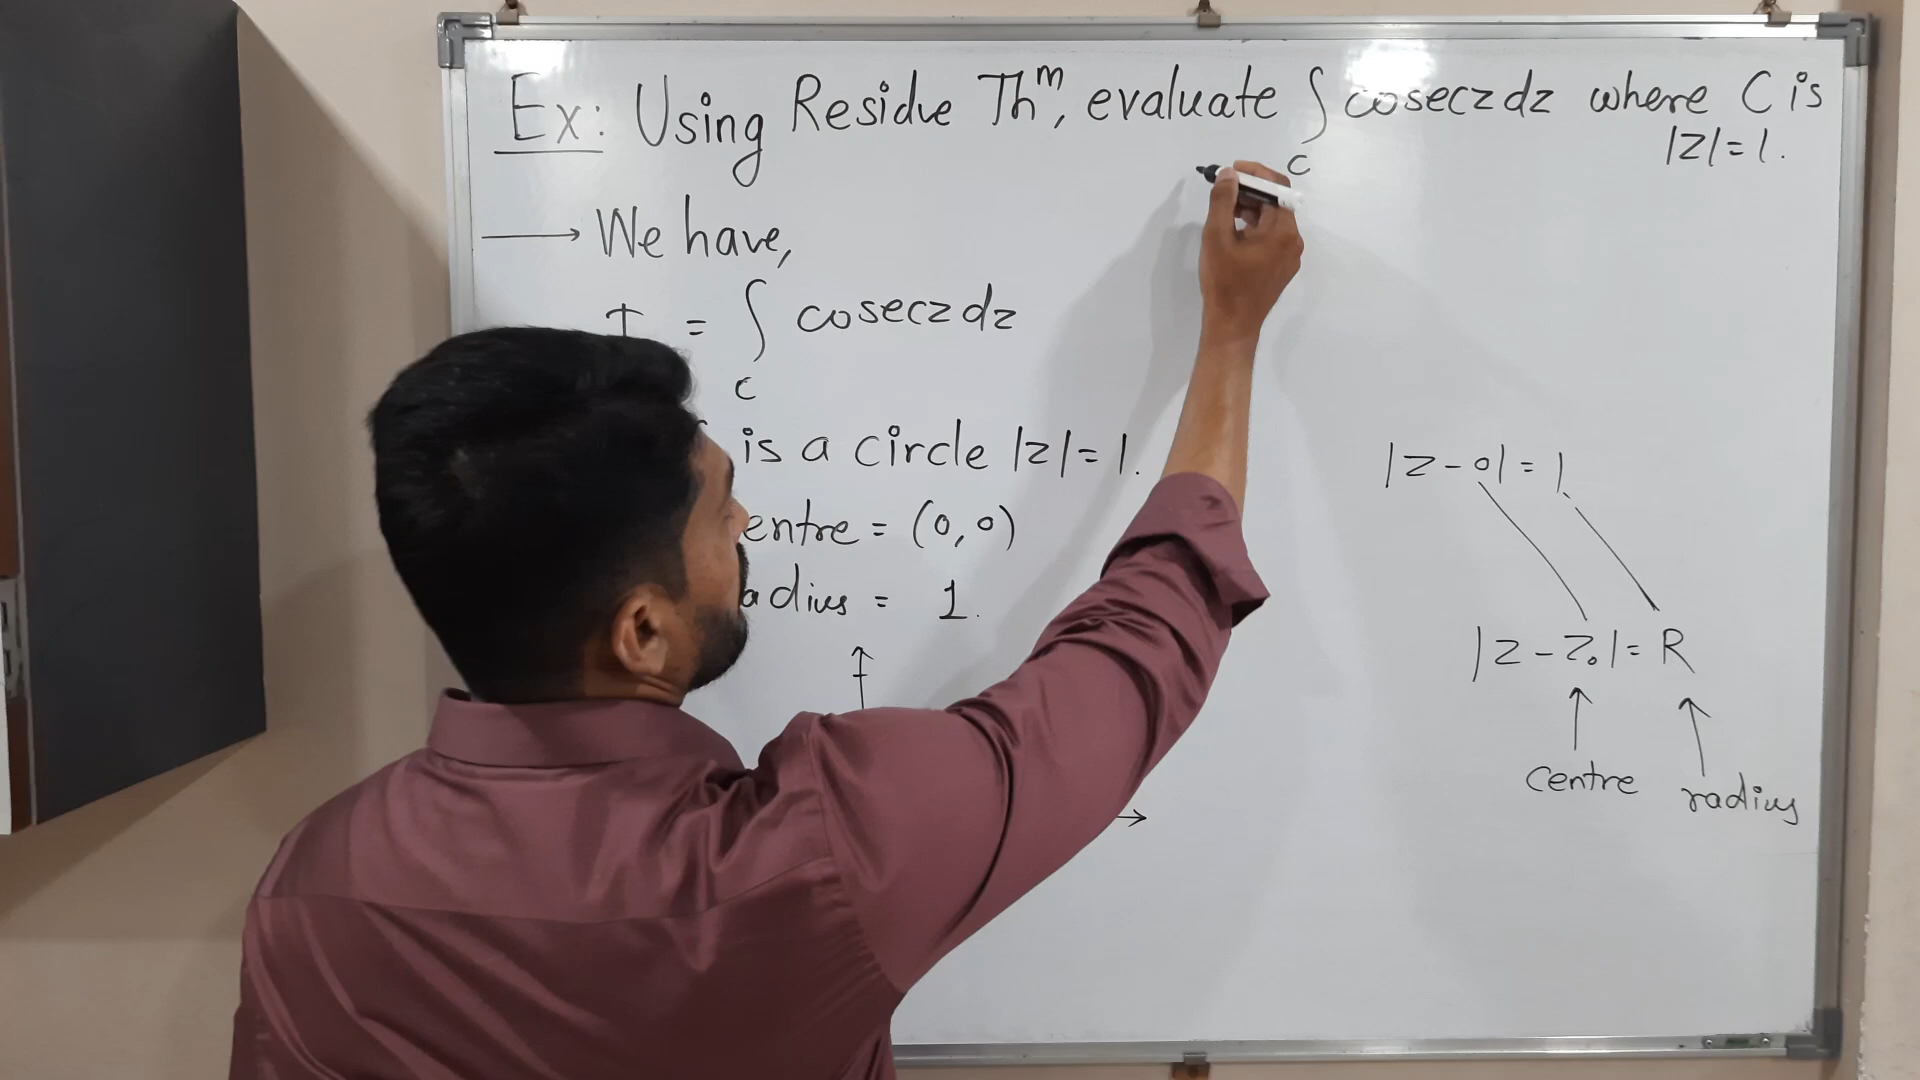 Ex: Using Residue Thm, evaluate ∫ cosecz dz where C is
C
|z|=1.
→ We have,
I = ∫ cosecz dz
C
is a circle |z|=1.
entre = (0,0)
adius = 1.
|z-0| = 1
|z-z₀| = R
↑ ↑
centre radius